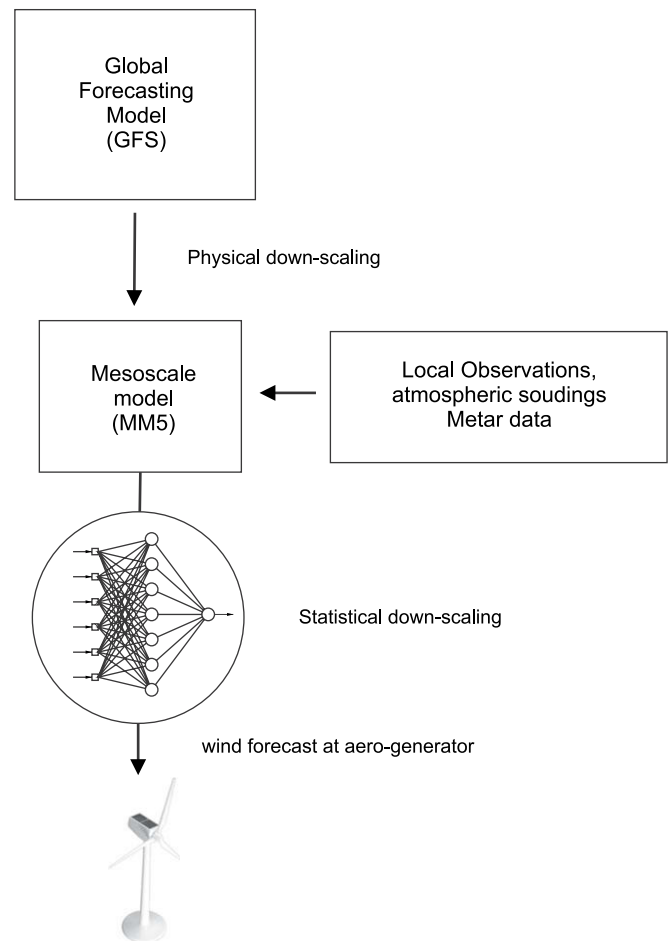 Global
Forecasting
Model
(GFS)
Physical down-scaling
Mesoscale
model
(MM5)
Local Observations,
atmospheric soudings
Metar data
Statistical down-scaling
wind forecast at aero-generator